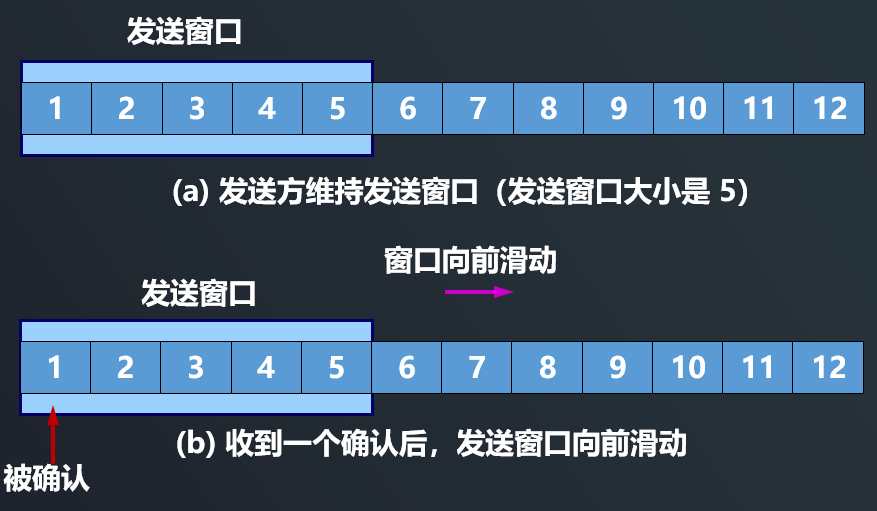 发送窗口
1 2 3 4 5 6 7 8 9 10 11 12
(a) 发送方维持发送窗口（发送窗口大小是 5）
窗口向前滑动
发送窗口
1 2 3 4 5 6 7 8 9 10 11 12
(b) 收到一个确认后，发送窗口向前滑动
被确认